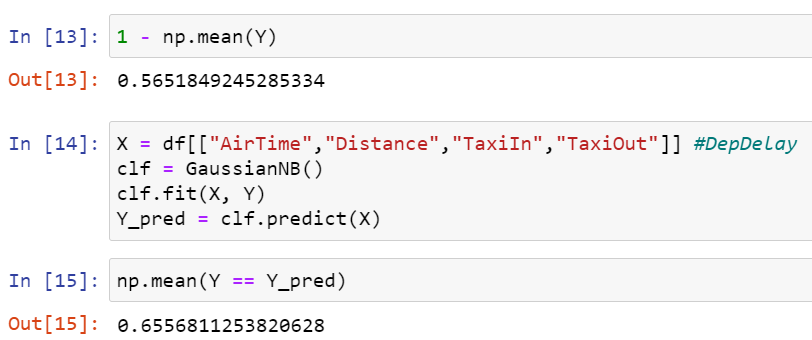 In [13]: 1 - np.mean(Y)
Out[13]: 0.5651849245285334
In [14]: X = df[["AirTime","Distance","TaxiIn","TaxiOut"]] #DepDelay
clf = GaussianNB()
clf.fit(X, Y)
Y_pred = clf.predict(X)
In [15]: np.mean(Y == Y_pred)
Out[15]: 0.6556811253820628